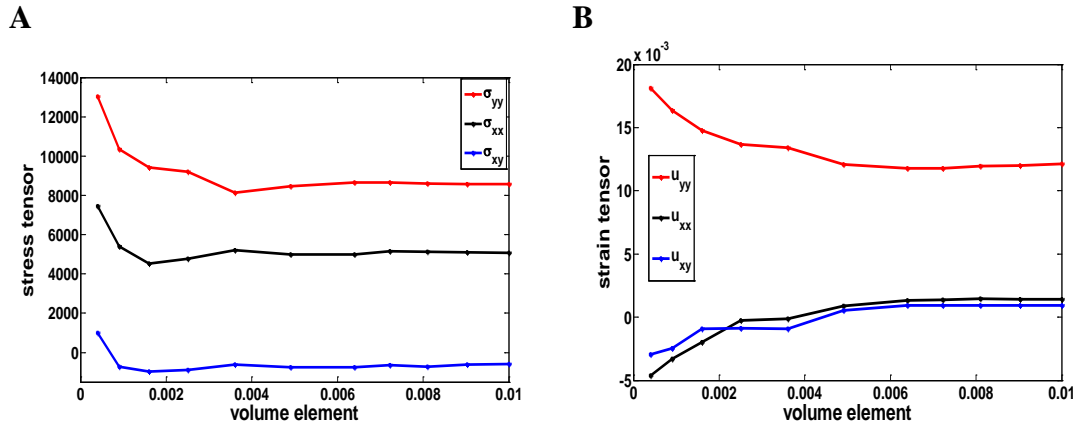 A
B
14000
12000
10000
8000
6000
4000
2000
0
0
0.002
0.004
0.006
0.008
0.01
stress tensor
volume element
σyy
σxx
σxy
20
x 10-3
15
10
5
0
-5
0
0.002
0.004
0.006
0.008
0.01
strain tensor
volume element
uyy
uxx
uxy